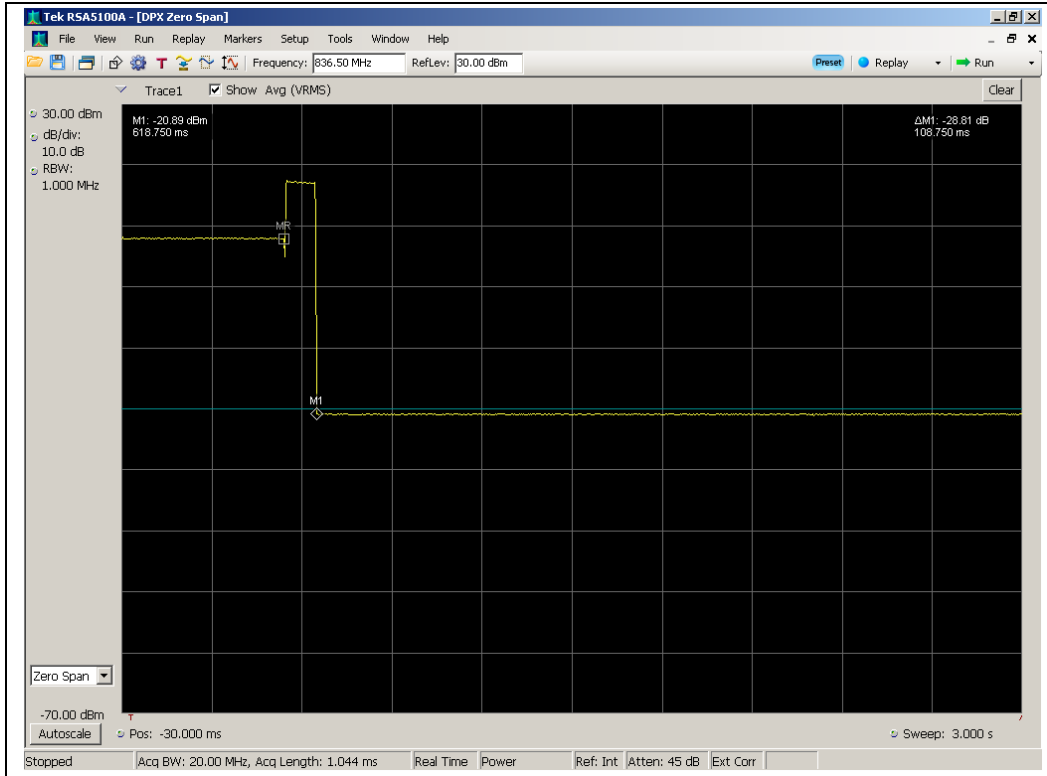 Tek RSA5100A - [DPX Zero Span]
File View Run Replay Markers Setup Tools Window Help
Frequency: 836.50 MHz RefLev: 30.00 dBm Preset Replay Run
Trace1 Show Avg (VRMS) Clear
30.00 dBm
dB/div:
10.0 dB
RBW:
1.000 MHz
M1: -20.89 dBm
618.750 ms
ΔM1: -28.81 dB
108.750 ms
MR
M1
Zero Span
-70.00 dBm
T
Autoscale Pos: -30.000 ms Sweep: 3.000 s
Stopped Acq BW: 20.00 MHz, Acq Length: 1.044 ms Real Time Power Ref: Int Atten: 45 dB Ext Corr